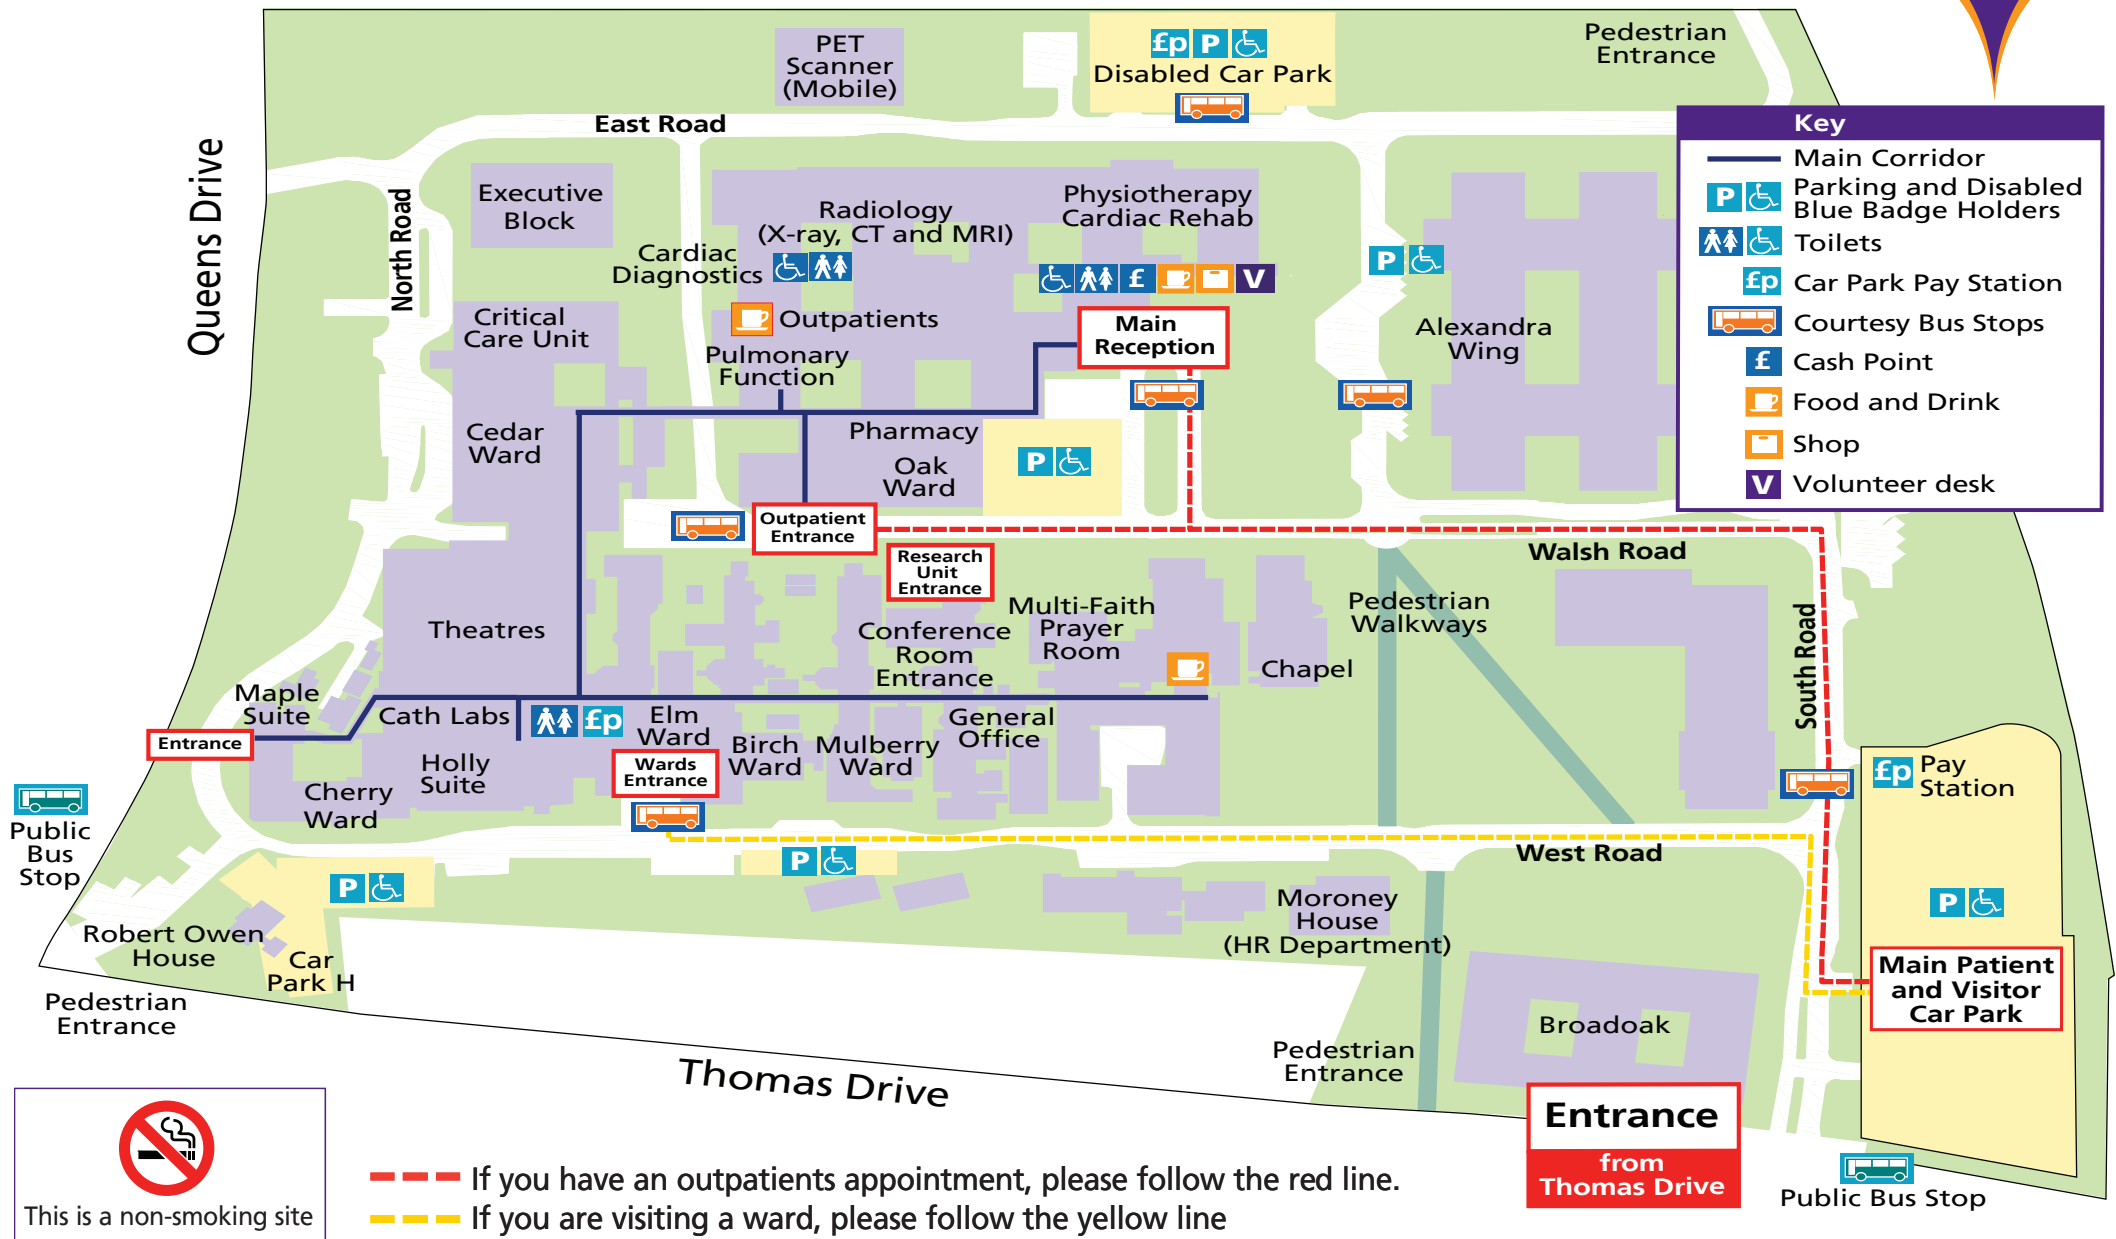 PET
Scanner
(Mobile)
£p P
Disabled Car Park
Pedestrian
Entrance
Key
Main Corridor
P Parking and Disabled
Blue Badge Holders
Toilets
£p Car Park Pay Station
Courtesy Bus Stops
£ Cash Point
Food and Drink
Shop
V Volunteer desk
East Road
Queens Drive
North Road
Executive
Block
Radiology
(X-ray, CT and MRI)
Physiotherapy
Cardiac Rehab
Cardiac
Diagnostics
£ V
P
Critical
Care Unit
Outpatients
Pulmonary
Function
Main
Reception
Alexandra
Wing
Cedar
Ward
Pharmacy
Oak
Ward
P
Outpatient
Entrance
Research
Unit
Entrance
Walsh Road
Theatres
Conference
Room
Entrance
Multi-Faith
Prayer
Room
Chapel
Pedestrian
Walkways
South Road
Maple
Suite
Entrance
Cath Labs
£p
Elm
Ward
Holly
Suite
Wards
Entrance
Birch
Ward
Mulberry
Ward
General
Office
Cherry
Ward
Public
Bus
Stop
£p Pay
Station
West Road
P
P
P
Robert Owen
House
Car
Park H
Moroney
House
(HR Department)
Main Patient
and Visitor
Car Park
Pedestrian
Entrance
Broadoak
Pedestrian
Entrance
Thomas Drive
Entrance
from
Thomas Drive
Public Bus Stop
This is a non-smoking site
If you have an outpatients appointment, please follow the red line.
If you are visiting a ward, please follow the yellow line